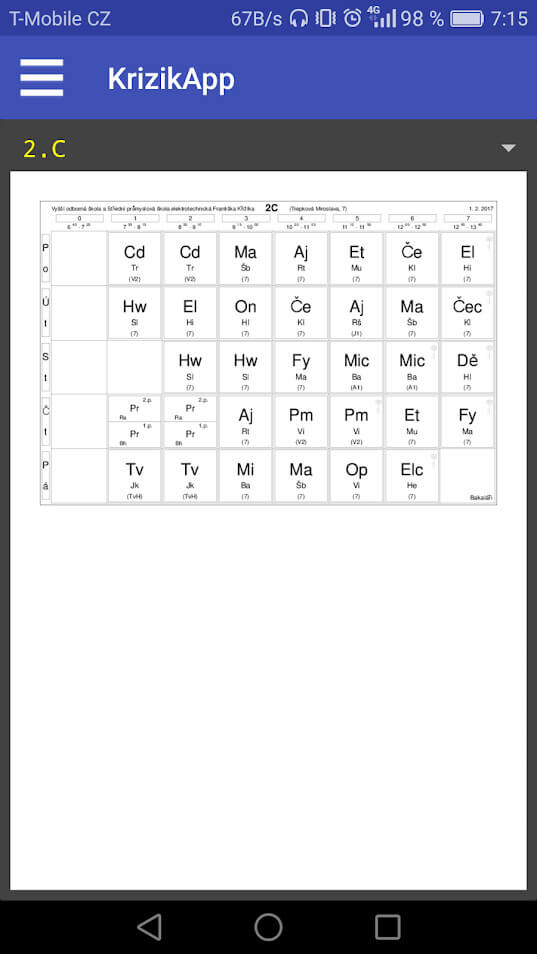 T-Mobile CZ 67B/s 4G 98 % 7:15
KrizikApp
2.C
Vyšší odborná škola a Střední průmyslová škola elektrotechnická Františka Křižíka 2C (Trepková Miroslava, 7) 1. 2. 2017
0 1 2 3 4 5 6 7
Po
Cd Cd Ma Aj Et Če El
Tr Tr Šb Rt Mu Kl Hi
(V2) (V2) (7) (7) (7) (7) (7)
Út
Hw El On Če Aj Ma Čec
Sl Hi Hl Kl Rš Šb Kl
(7) (7) (7) (7) (J1) (7) (7)
St
Hw Hw Fy Mic Mic Dě
Sl Sl Ma Ba Ba Hl
(7) (7) (7) (A1) (A1) (7)
Čt
2.p. 2.p.
Pr Pr
Ra Ra
1.p. 1.p.
Pr Pr
Bh Bh
Aj Pm Pm Et Fy
Rt Vi Vi Mu Ma
(7) (V2) (V2) (7) (7)
Pá
Tv Tv Mi Ma Op Elc
Jk Jk Ba Šb Vi He
(TvH) (TvH) (7) (7) (7) (7)
Bakaláři